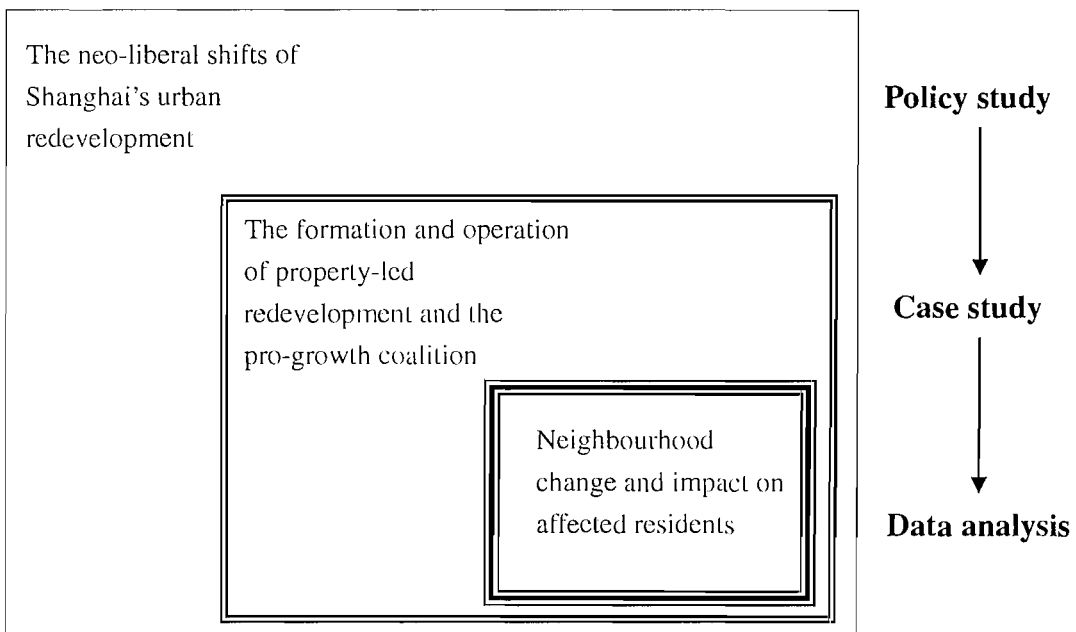 The neo-liberal shifts of
Shanghai's urban
redevelopment
Policy study
The formation and operation
of property-led
redevelopment and the
pro-growth coalition
Case study
Neighbourhood
change and impact on
affected residents
Data analysis